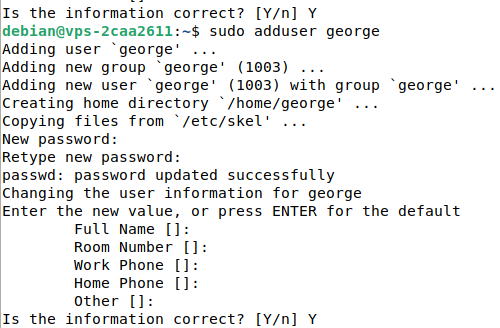 Is the information correct? [Y/n] Y
debian@vps-2caa2611:~$ sudo adduser george
Adding user `george' ...
Adding new group `george' (1003) ...
Adding new user `george' (1003) with group `george' ...
Creating home directory `/home/george' ...
Copying files from `/etc/skel' ...
New password:
Retype new password:
passwd: password updated successfully
Changing the user information for george
Enter the new value, or press ENTER for the default
Full Name []:
Room Number []:
Work Phone []:
Home Phone []:
Other []:
Is the information correct? [Y/n] Y